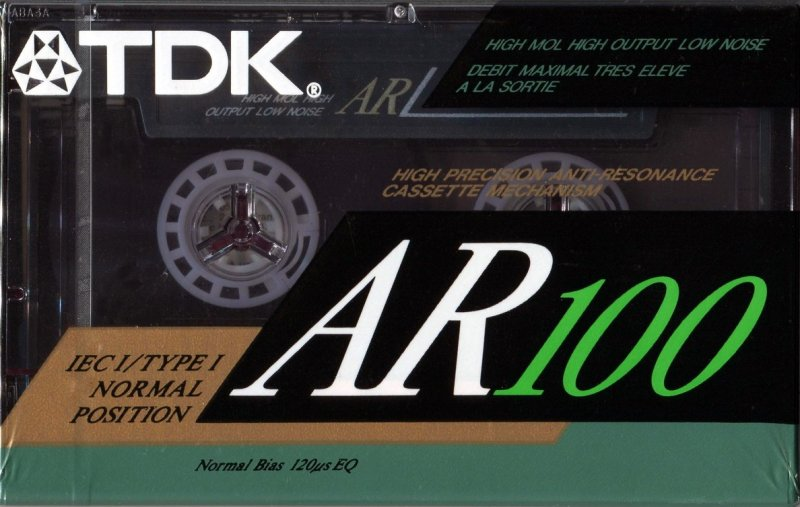 A8A3A
TDK®
HIGH MOL HIGH OUTPUT LOW NOISE
DEBIT MAXIMAL TRES ELEVE
A LA SORTIE
HIGH MOL HIGH
OUTPUT LOW NOISE
AR
HIGH PRECISION ANTI-RESONANCE
CASSETTE MECHANISM
AR100
IEC I/TYPE I
NORMAL
POSITION
Normal Bias 120µs EQ